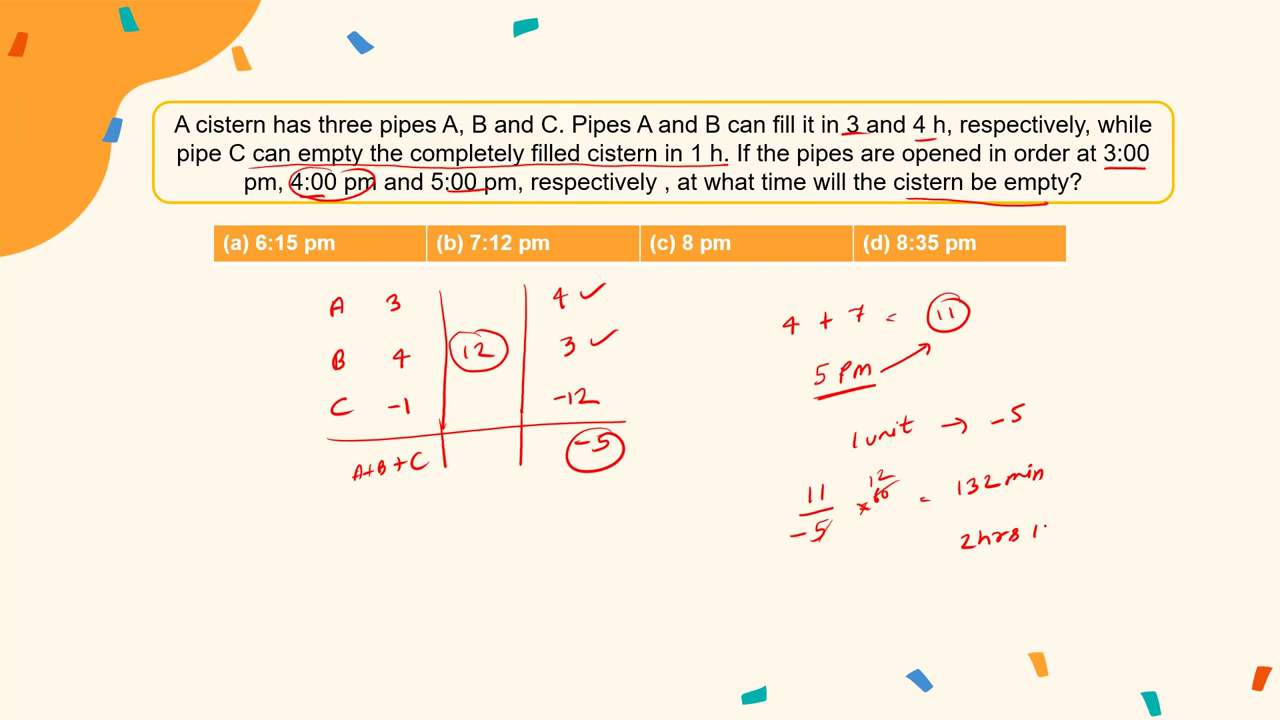 A cistern has three pipes A, B and C. Pipes A and B can fill it in 3 and 4 h, respectively, while
pipe C can empty the completely filled cistern in 1 h. If the pipes are opened in order at 3:00
pm, 4:00 pm and 5:00 pm, respectively , at what time will the cistern be empty?
(a) 6:15 pm (b) 7:12 pm (c) 8 pm (d) 8:35 pm
A 3 4 ✓
B 4 12 3 ✓
C -1 -12
A+B+C -5
4 + 7 = 11
5 PM
1 unit → -5
11/-5 × 60 12 = 132 min
2 hrs 1